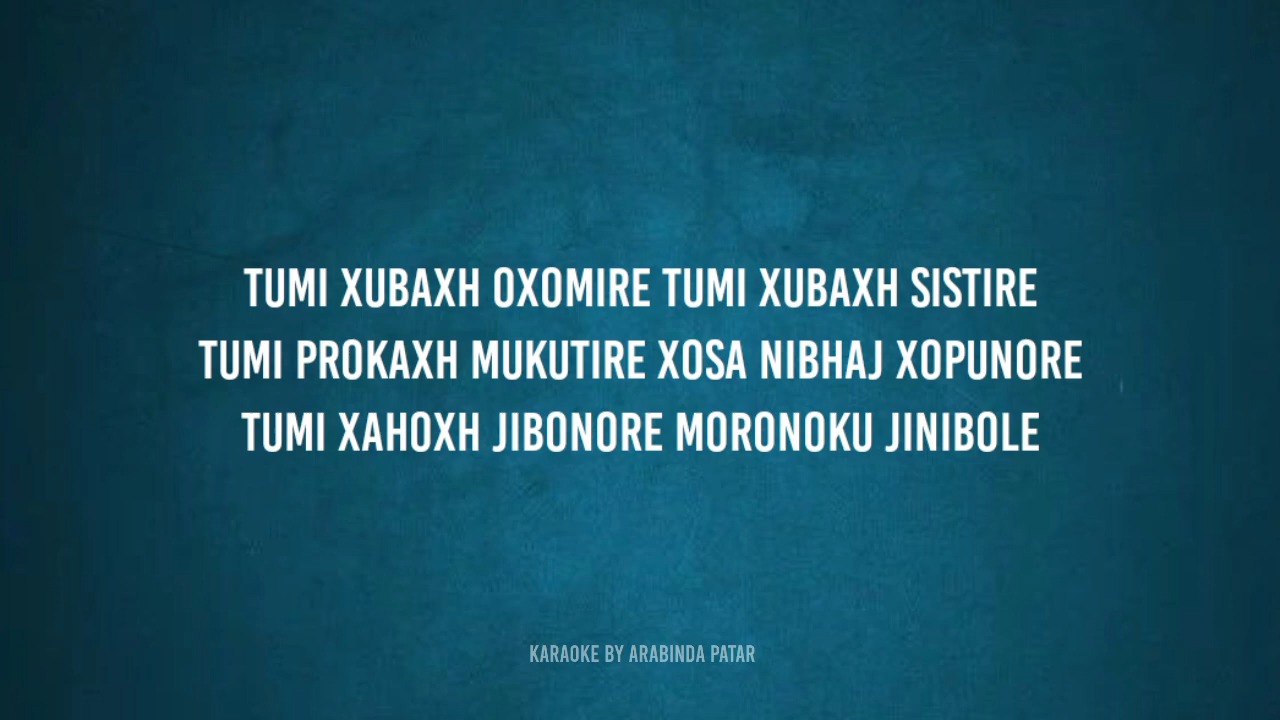 TUMI XUBAXH OXOMIRE TUMI XUBAXH SISTIRE
TUMI PROKAXH MUKUTIRE XOSA NIBHAJ XOPUNORE
TUMI XAHOXH JIBONORE MORONOKU JINIBOLE
KARAOKE BY ARABINDA PATAR